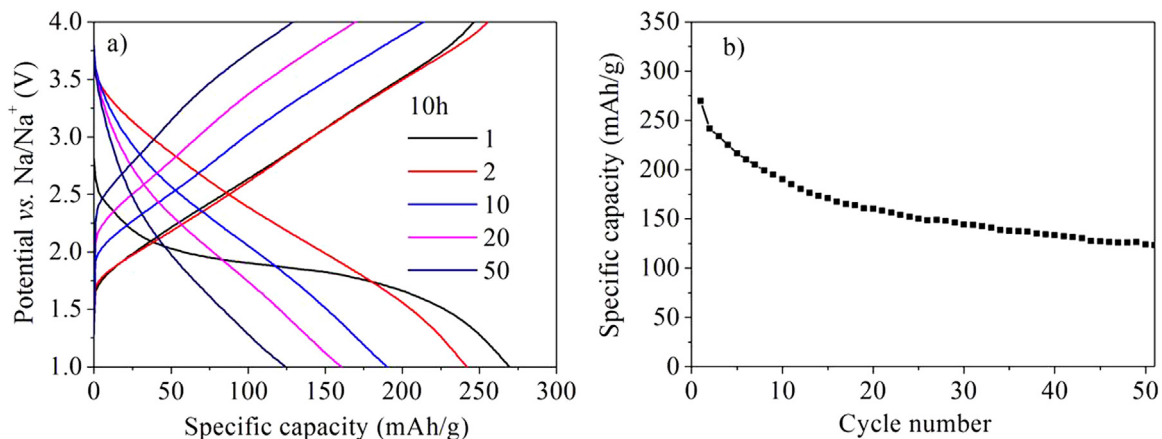 a)
Potential vs. Na/Na⁺ (V)
4.0
3.5
3.0
2.5
2.0
1.5
1.0
10h
1
2
10
20
50
0 50 100 150 200 250 300
Specific capacity (mAh/g)
b)
Specific capacity (mAh/g)
350
300
250
200
150
100
50
0
0 10 20 30 40 50
Cycle number